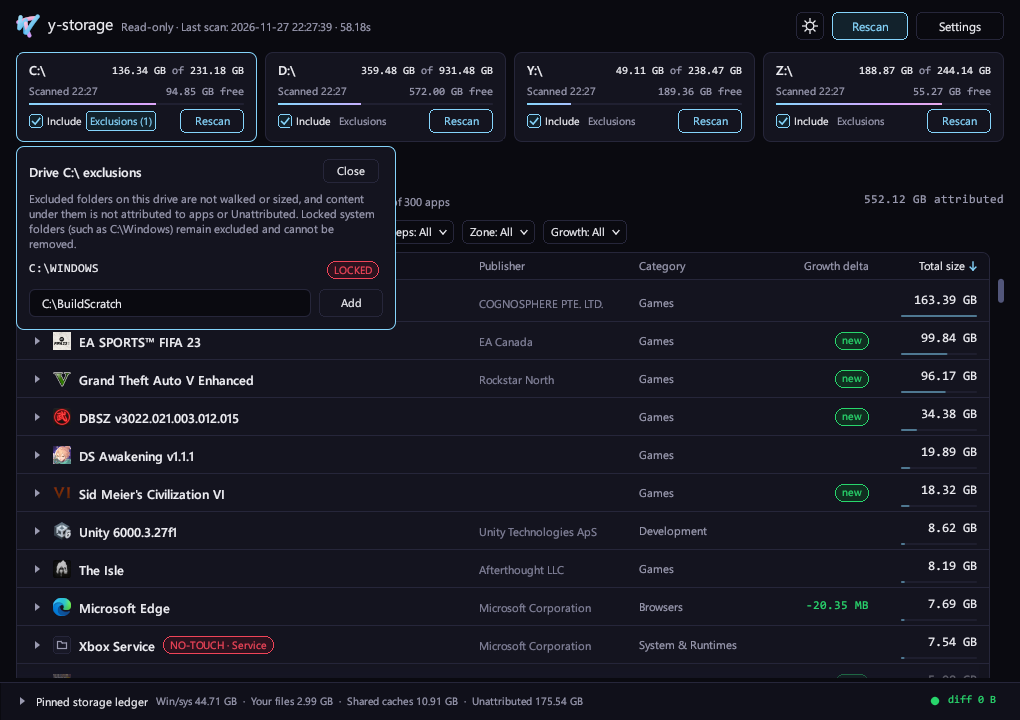 y-storage Read-only · Last scan: 2026-11-27 22:27:39 · 58.18s Rescan Settings
C:\ 136.34 GB of 231.18 GB
Scanned 22:27 94.85 GB free
Include Exclusions (1) Rescan
D:\ 359.48 GB of 931.48 GB
Scanned 22:27 572.00 GB free
Include Exclusions Rescan
Y:\ 49.11 GB of 238.47 GB
Scanned 22:27 189.36 GB free
Include Exclusions Rescan
Z:\ 188.87 GB of 244.14 GB
Scanned 22:27 55.27 GB free
Include Exclusions Rescan
Drive C:\ exclusions Close
Excluded folders on this drive are not walked or sized, and content
under them is not attributed to apps or Unattributed. Locked system
folders (such as C:\Windows) remain excluded and cannot be
removed.
C:\WINDOWS LOCKED
C:\BuildScratch Add
of 300 apps 552.12 GB attributed
eps: All Zone: All Growth: All
Publisher Category Growth delta Total size ↓
COGNOSPHERE PTE. LTD. Games 163.39 GB
EA SPORTS™ FIFA 23 EA Canada Games new 99.84 GB
Grand Theft Auto V Enhanced Rockstar North Games new 96.17 GB
DBSZ v3022.021.003.012.015 Games new 34.38 GB
DS Awakening v1.1.1 Games 19.89 GB
VI Sid Meier's Civilization VI Games new 18.32 GB
Unity 6000.3.27f1 Unity Technologies ApS Development 8.62 GB
The Isle Afterthought LLC Games 8.19 GB
Microsoft Edge Microsoft Corporation Browsers -20.35 MB 7.69 GB
Xbox Service NO-TOUCH · Service Microsoft Corporation System & Runtimes 7.54 GB
Pinned storage ledger Win/sys 44.71 GB · Your files 2.99 GB · Shared caches 10.91 GB · Unattributed 175.54 GB diff 0 B